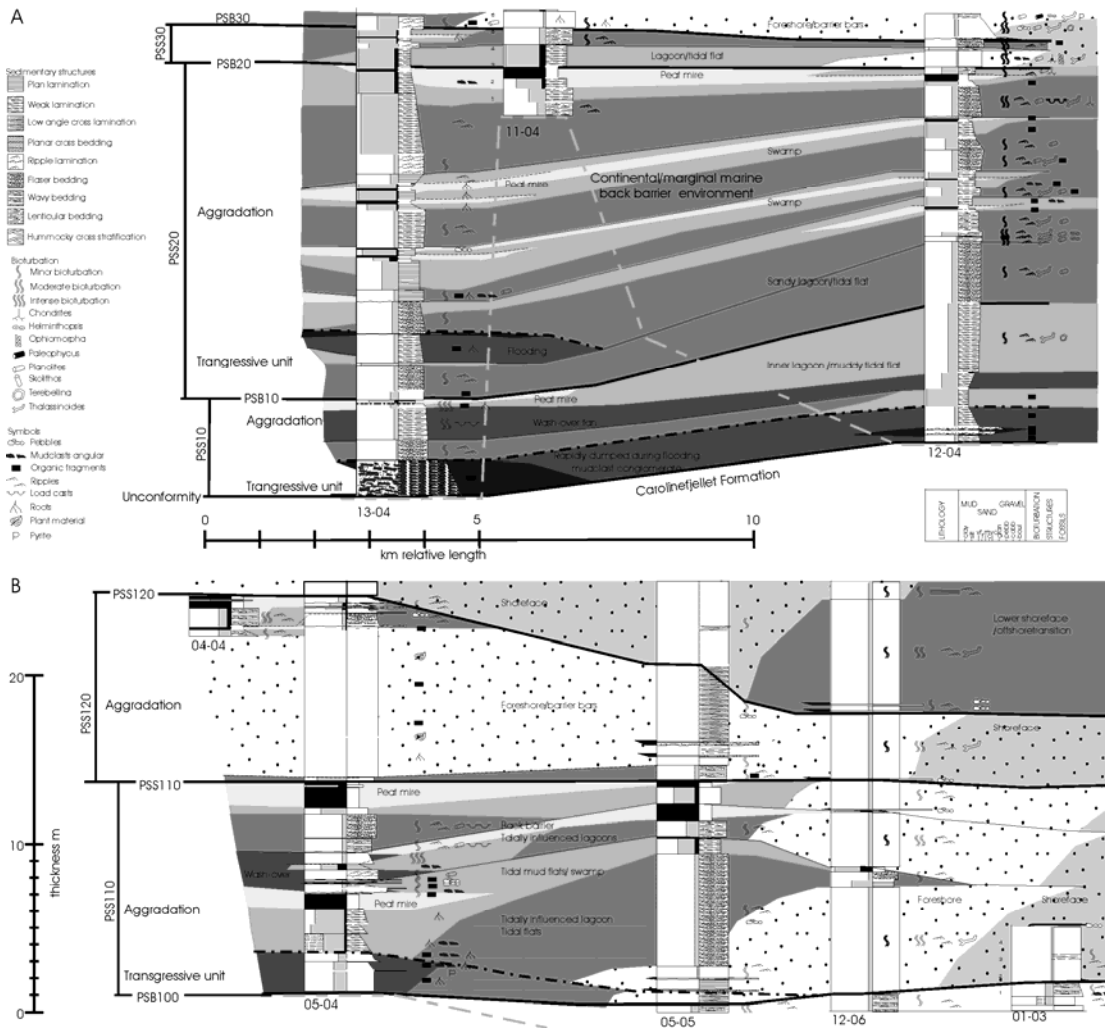 A
PSB30
PSS30
PSB20
Foreshore/barrier bars
Lagoon/tidal flat
Peat mire
11-04
Sedimentary structures
Plan lamination
Weak lamination
Low angle cross lamination
Planar cross bedding
Ripple lamination
Flaser bedding
Wavy bedding
Lenticular bedding
Hummocky cross stratification
Bioturbation
Minor bioturbation
Moderate bioturbation
Intense bioturbation
Chondrites
Helminthopsis
Ophiomorpha
Paleophycus
Planolites
Skolithos
Terebellina
Thalassinoides
Symbols
Pebbles
Mudclasts angular
Organic fragments
Ripples
Load casts
Roots
Plant material
P Pyrite
Aggradation
PSS20
Trangressive unit
PSB10
Aggradation
PSS10
Trangressive unit
Unconformity
Swamp
Peat mire
Continental/marginal marine
back barrier environment
Swamp
Sandy lagoon/tidal flat
Flooding
Inner lagoon/muddy tidal flat
Peat mire
Wash over fan
Rapidly dumped during flooding
mudclast conglomerate
Carolinefjellet Formation
13-04
12-04
0
5
10
km relative length
LITHOLOGY
MUD
SAND
GRAVEL
BIOTURBATION
STRUCTURES
FOSSILS
B
PSS120
PSS120
04-04
Aggradation
PSS110
PSS110
Aggradation
Transgressive unit
PSB100
20
10
0
thickness m
Shoreface
Lower shoreface
/offshoretransition
Foreshore/barrier bars
Shoreface
Peat mire
Back barrier
Tidally influenced lagoons
Wash-over
Tidal mud flats/ swamp
Peat mire
Foreshore
Shoreface
Tidally influenced lagoon
Tidal flats
05-04
05-05
12-06
01-03